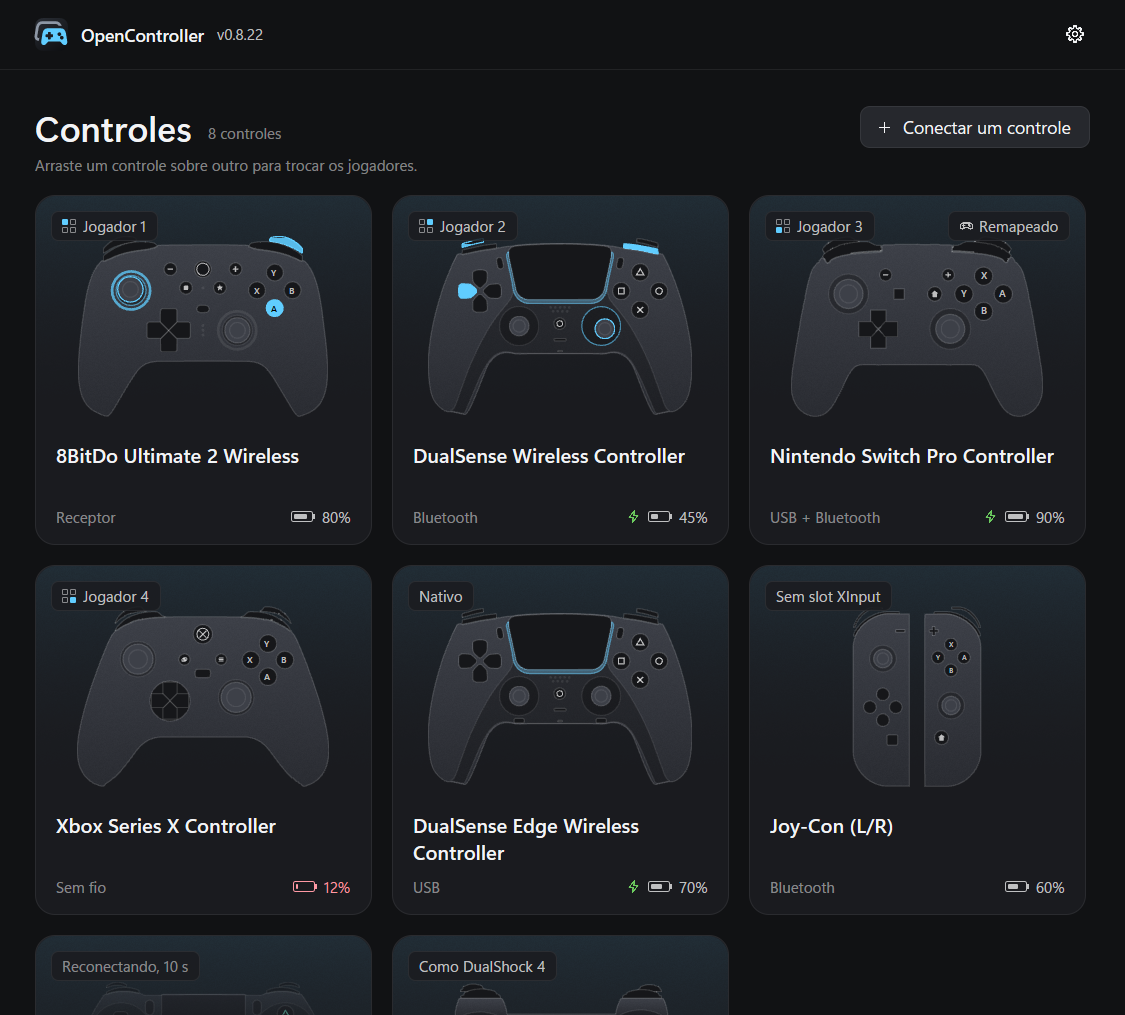 OpenController v0.8.22
Controles 8 controles
+ Conectar um controle
Arraste um controle sobre outro para trocar os jogadores.
Jogador 1
Y
X B
A
8BitDo Ultimate 2 Wireless
Receptor 80%
Jogador 2
DualSense Wireless Controller
Bluetooth 45%
Jogador 3 Remapeado
X
Y A
B
Nintendo Switch Pro Controller
USB + Bluetooth 90%
Jogador 4
Y
X B
A
Xbox Series X Controller
Sem fio 12%
Nativo
DualSense Edge Wireless
Controller
USB 70%
Sem slot XInput
X
Y A
B
Joy-Con (L/R)
Bluetooth 60%
Reconectando, 10 s
Como DualShock 4